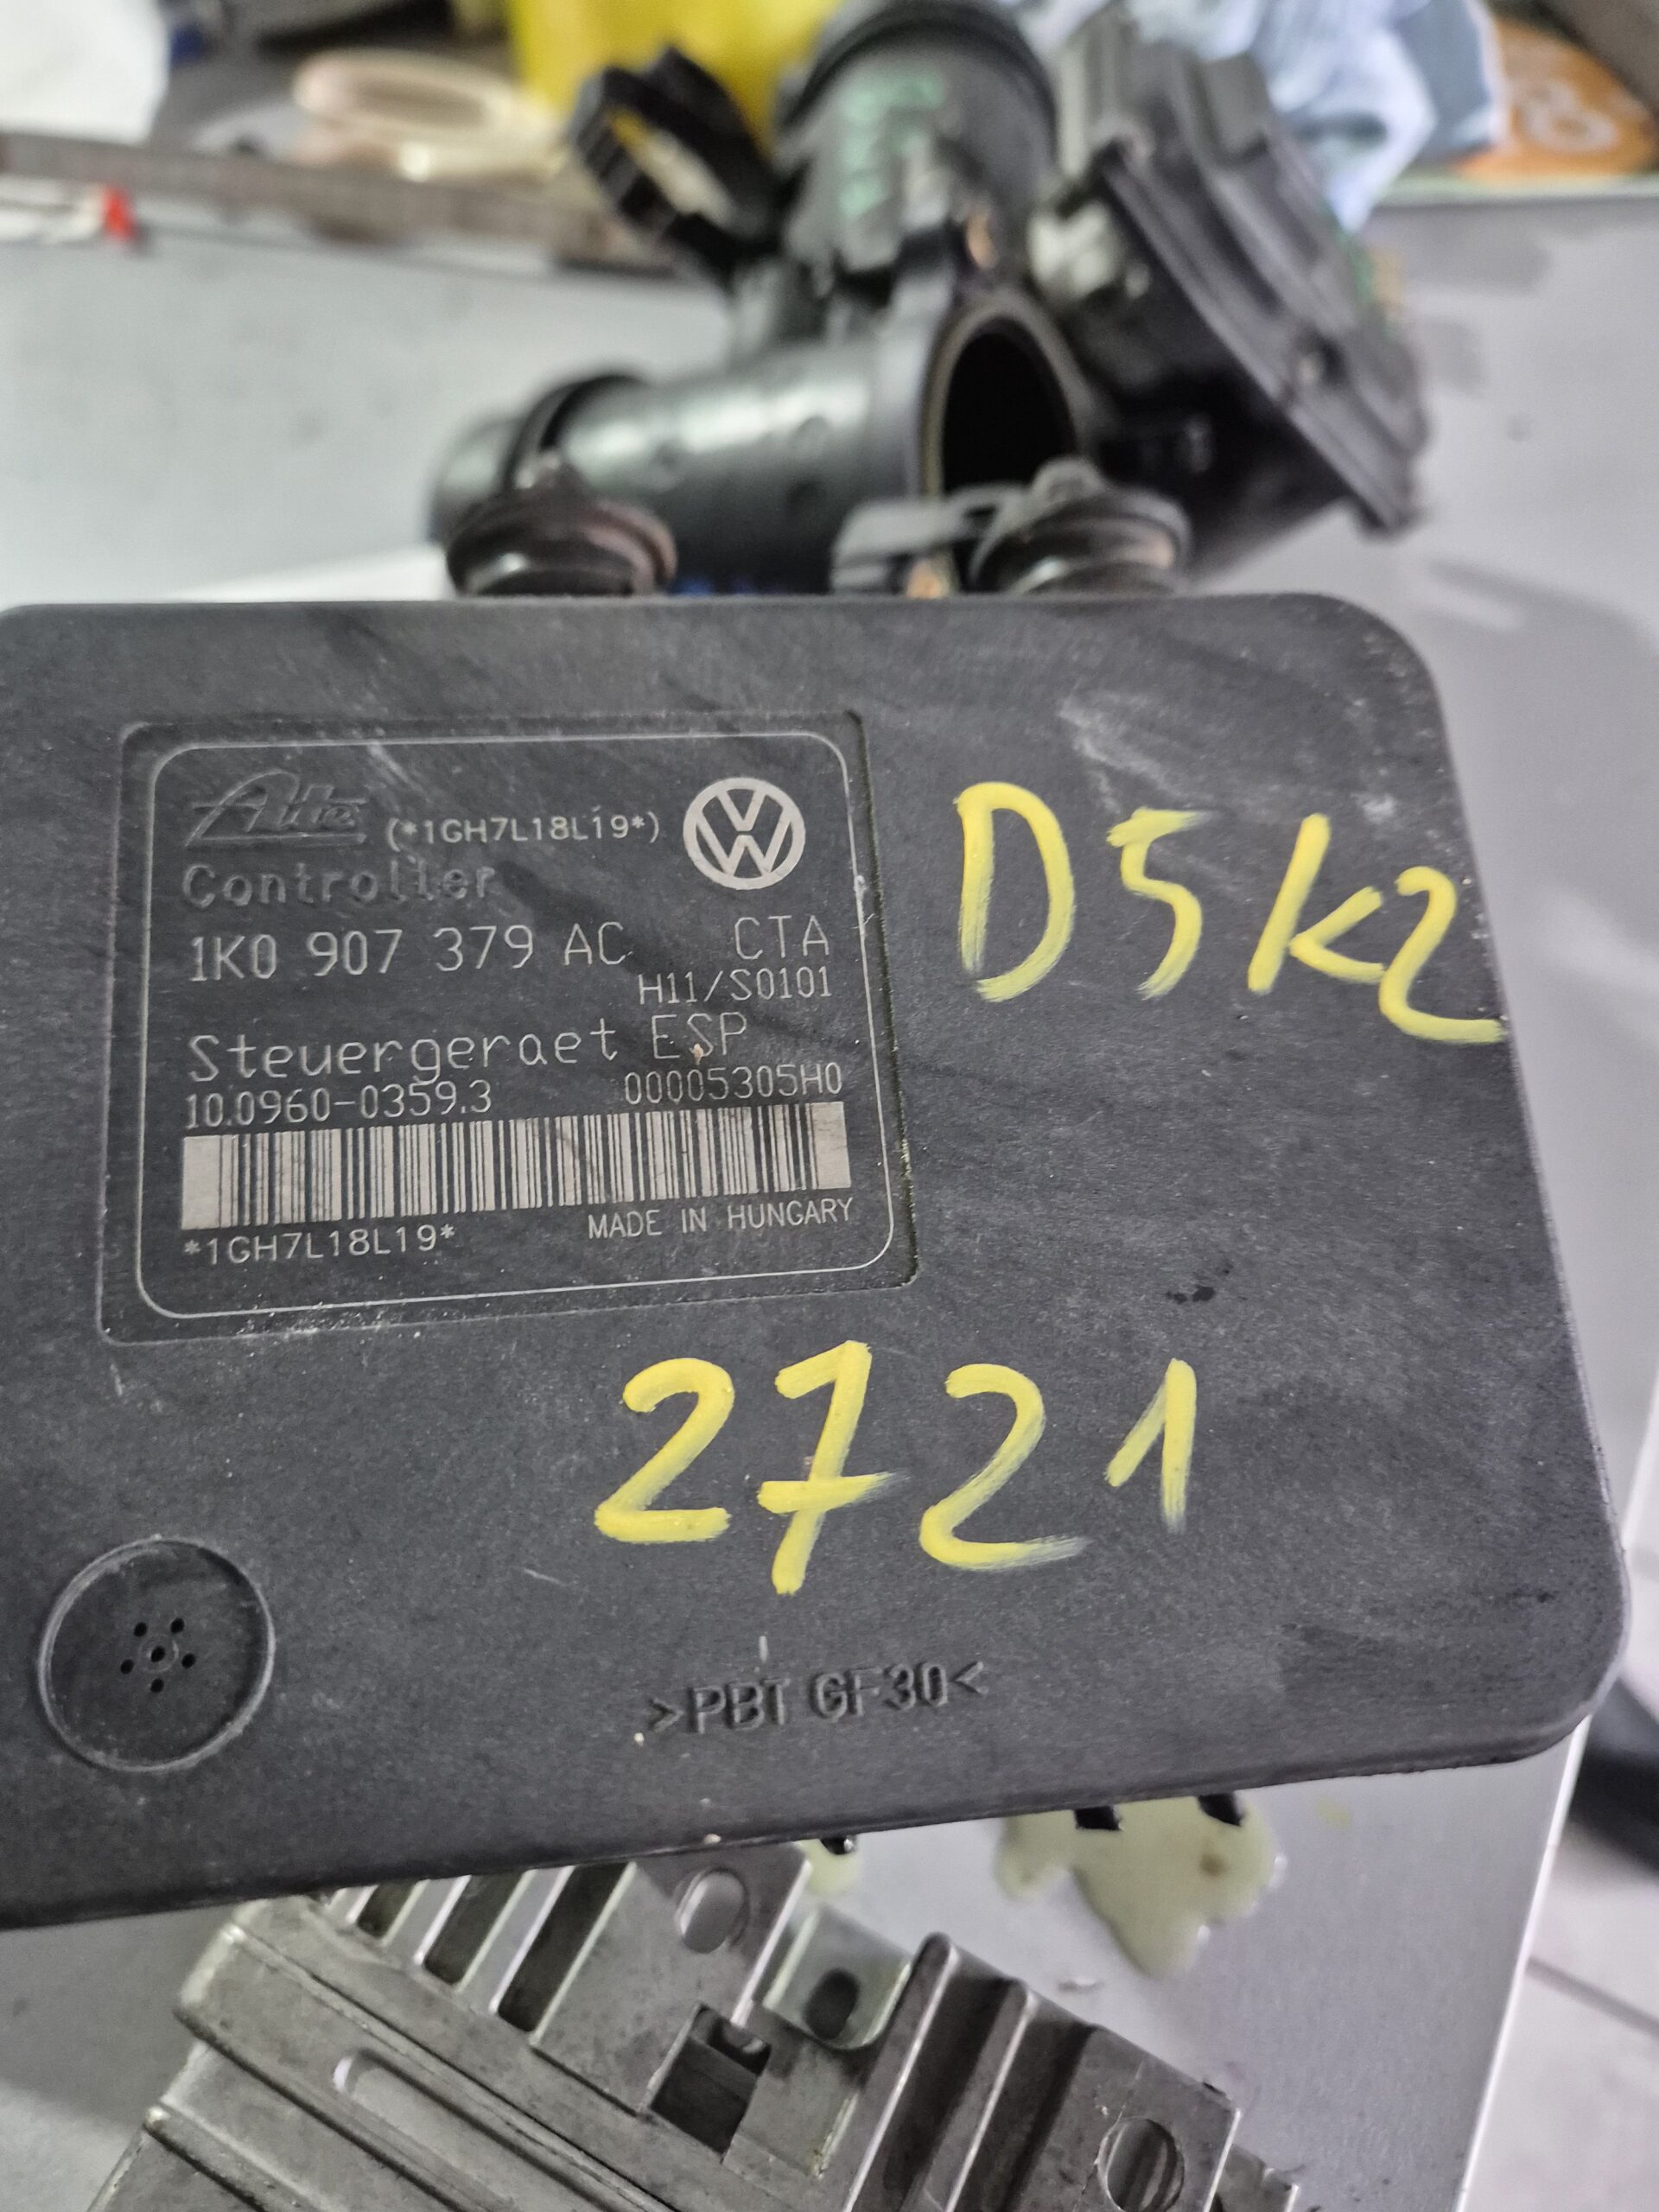 Ate (*1GH7L18L19*)
Controller
1K0 907 379 AC CTA
H11/S0101
Steuergeraet ESP
10.0960-0359.3 00005305H0
*1GH7L18L19* MADE IN HUNGARY
D5K2
2721
>PBT GF30<